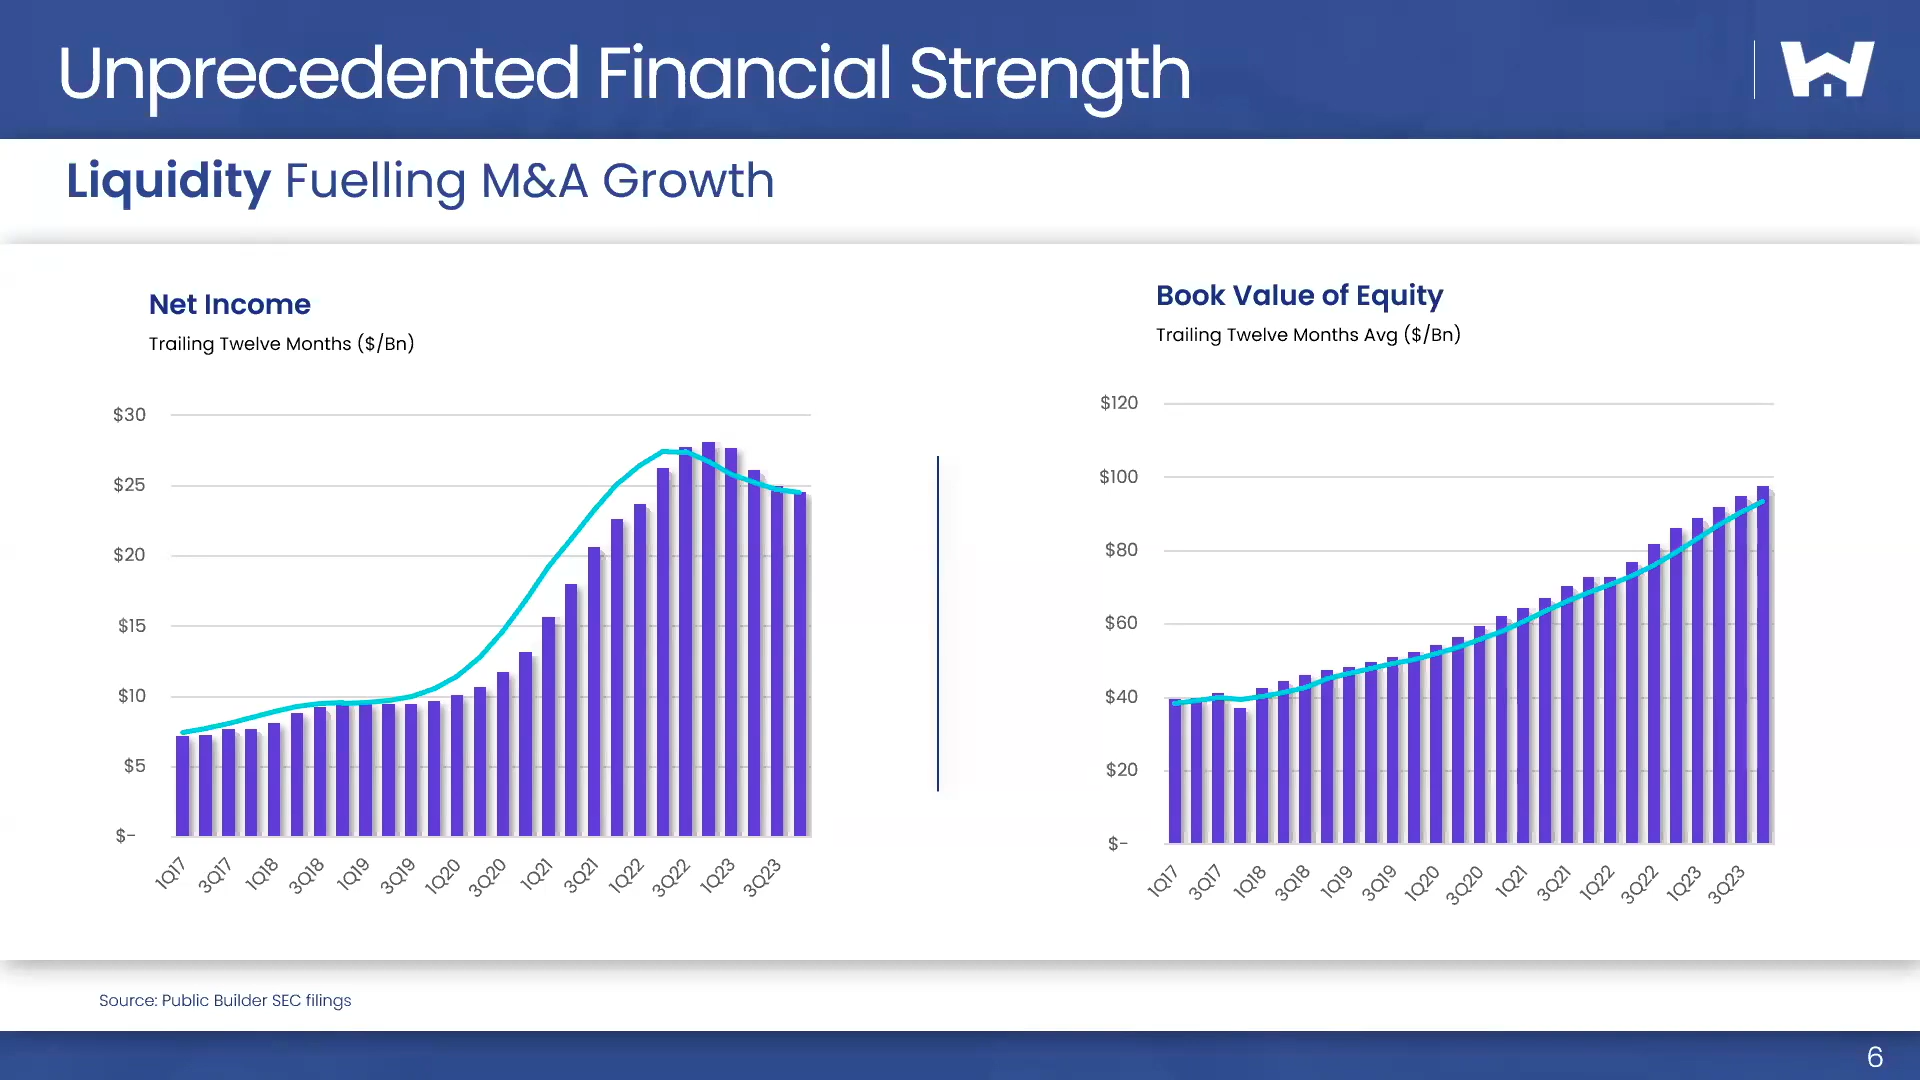 Unprecedented Financial Strength
Liquidity Fuelling M&A Growth
Net Income
Trailing Twelve Months ($/Bn)
$30
$25
$20
$15
$10
$5
$-
1Q17 3Q17 1Q18 3Q18 1Q19 3Q19 1Q20 3Q20 1Q21 3Q21 1Q22 3Q22 1Q23 3Q23
Book Value of Equity
Trailing Twelve Months Avg ($/Bn)
$120
$100
$80
$60
$40
$20
$-
1Q17 3Q17 1Q18 3Q18 1Q19 3Q19 1Q20 3Q20 1Q21 3Q21 1Q22 3Q22 1Q23 3Q23
Source: Public Builder SEC filings
6